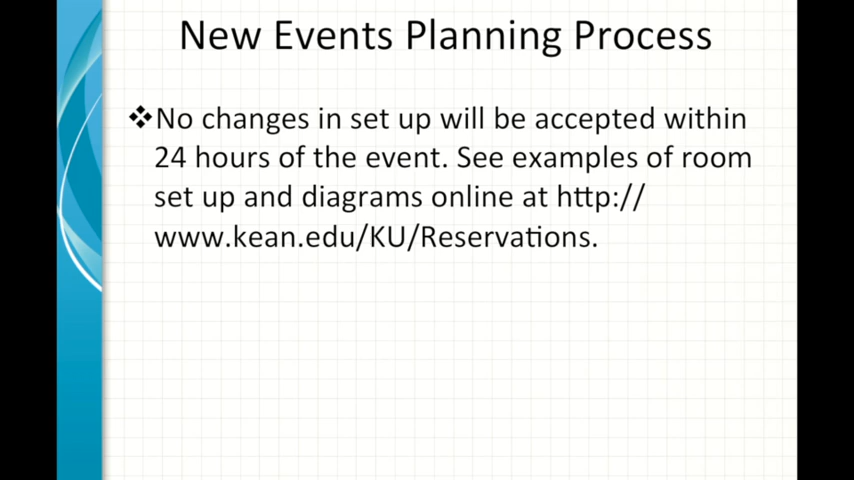 New Events Planning Process
❖No changes in set up will be accepted within
24 hours of the event. See examples of room
set up and diagrams online at http://
www.kean.edu/KU/Reservations.